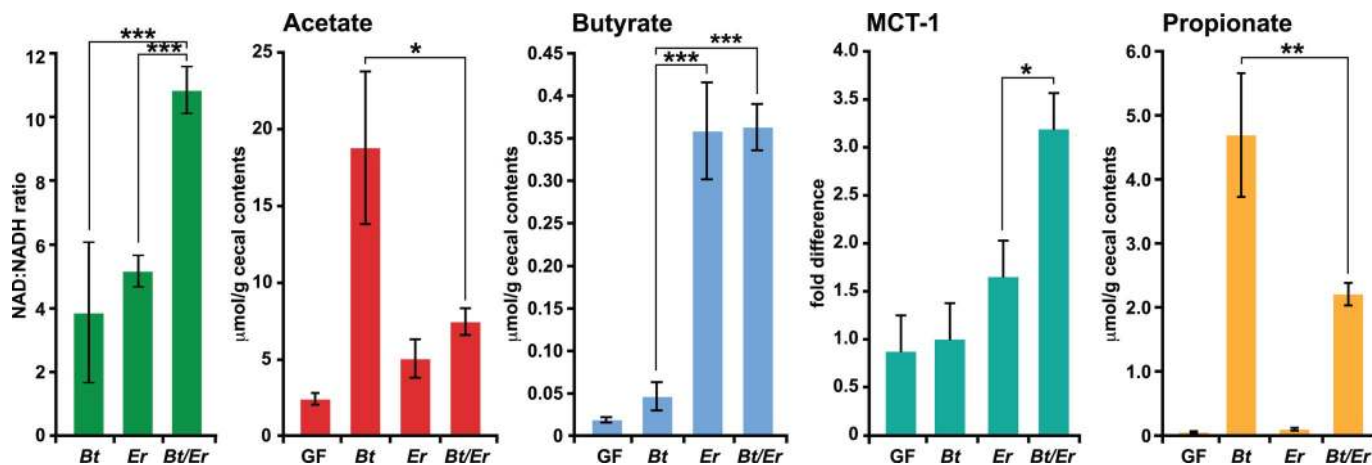 NAD:NADH ratio
12
10
8
6
4
2
0
***
***
Bt
Er
Bt/Er
Acetate
µmol/g cecal contents
25
20
15
10
5
0
*
GF
Bt
Er
Bt/Er
Butyrate
µmol/g cecal contents
0.45
0.4
0.35
0.3
0.25
0.2
0.15
0.1
0.05
0
***
***
GF
Bt
Er
Bt/Er
MCT-1
fold difference
4.0
3.5
3.0
2.5
2.0
1.5
1.0
0.5
0
*
GF
Bt
Er
Bt/Er
Propionate
µmol/g cecal contents
6.0
5.0
4.0
3.0
2.0
1.0
0
**
GF
Bt
Er
Bt/Er